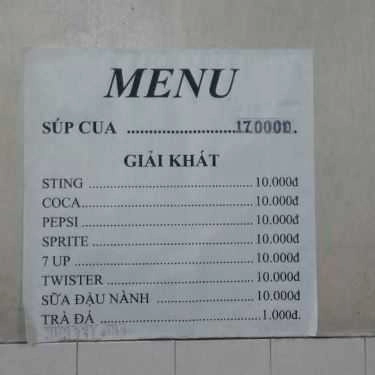 MENU
SÚP CUA ................................. 17.000Đ.
GIẢI KHÁT
STING ........................................ 10.000đ
COCA ......................................... 10.000đ
PEPSI ......................................... 10.000đ
SPRITE ....................................... 10.000đ
7 UP ........................................... 10.000đ
TWISTER .................................... 10.000đ
SỮA ĐẬU NÀNH ......................... 10.000đ
TRÀ ĐÁ ...................................... 1.000đ.